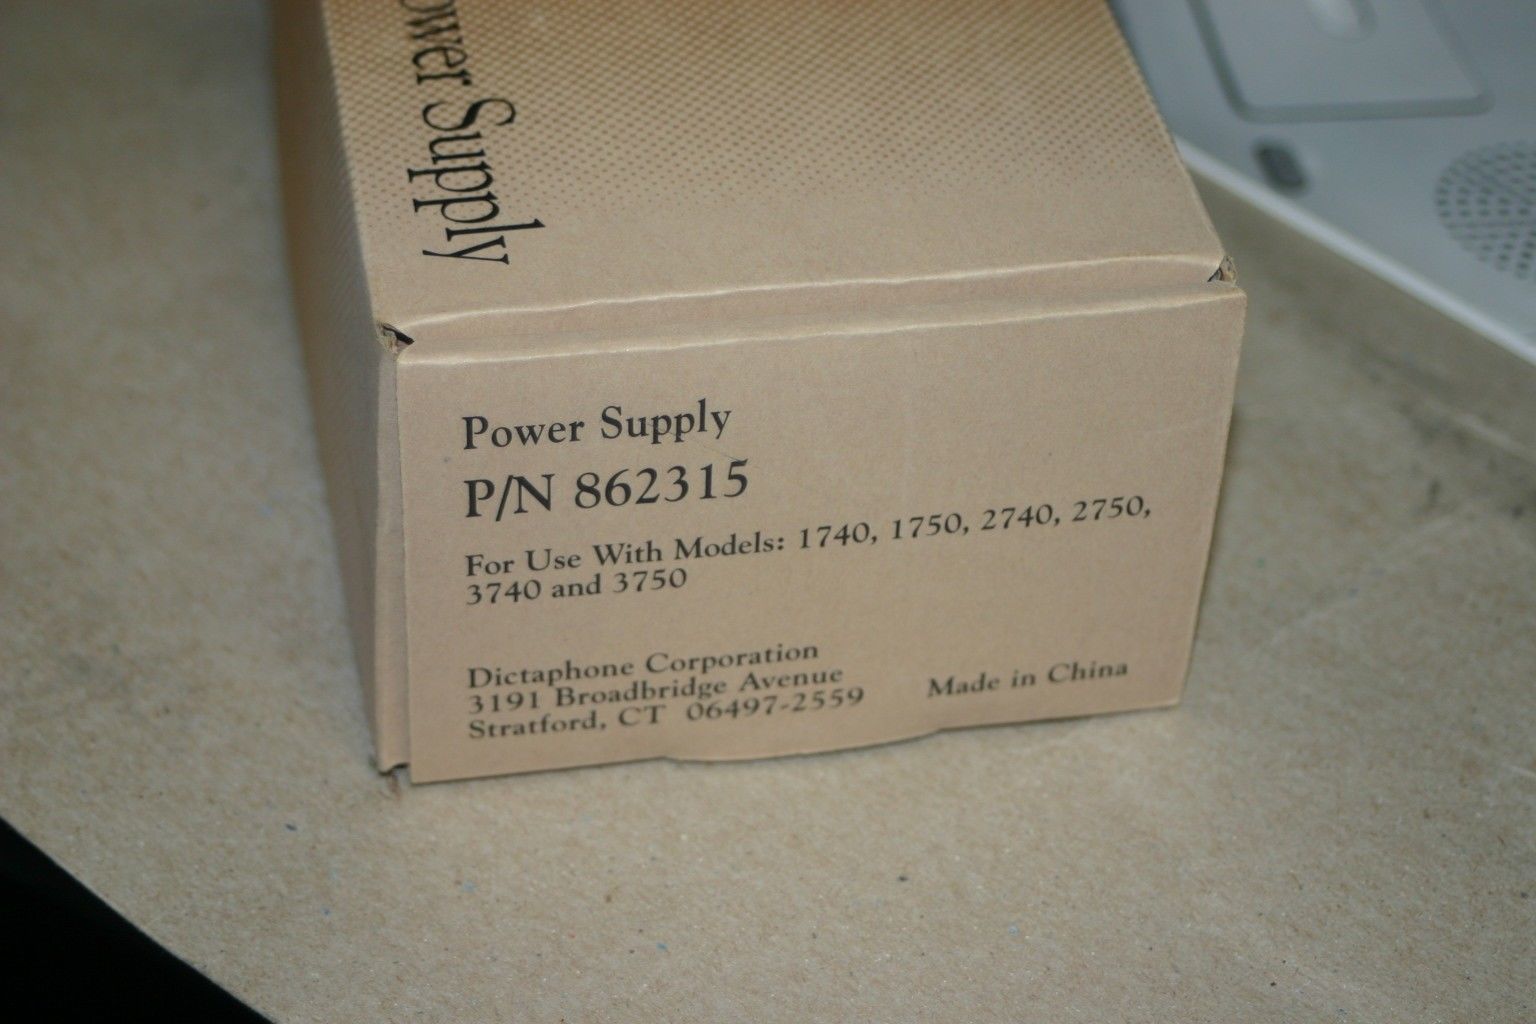 ower Supply
Power Supply
P/N 862315
For Use With Models: 1740, 1750, 2740, 2750,
3740 and 3750
Dictaphone Corporation
3191 Broadbridge Avenue
Stratford, CT 06497-2559
Made in China